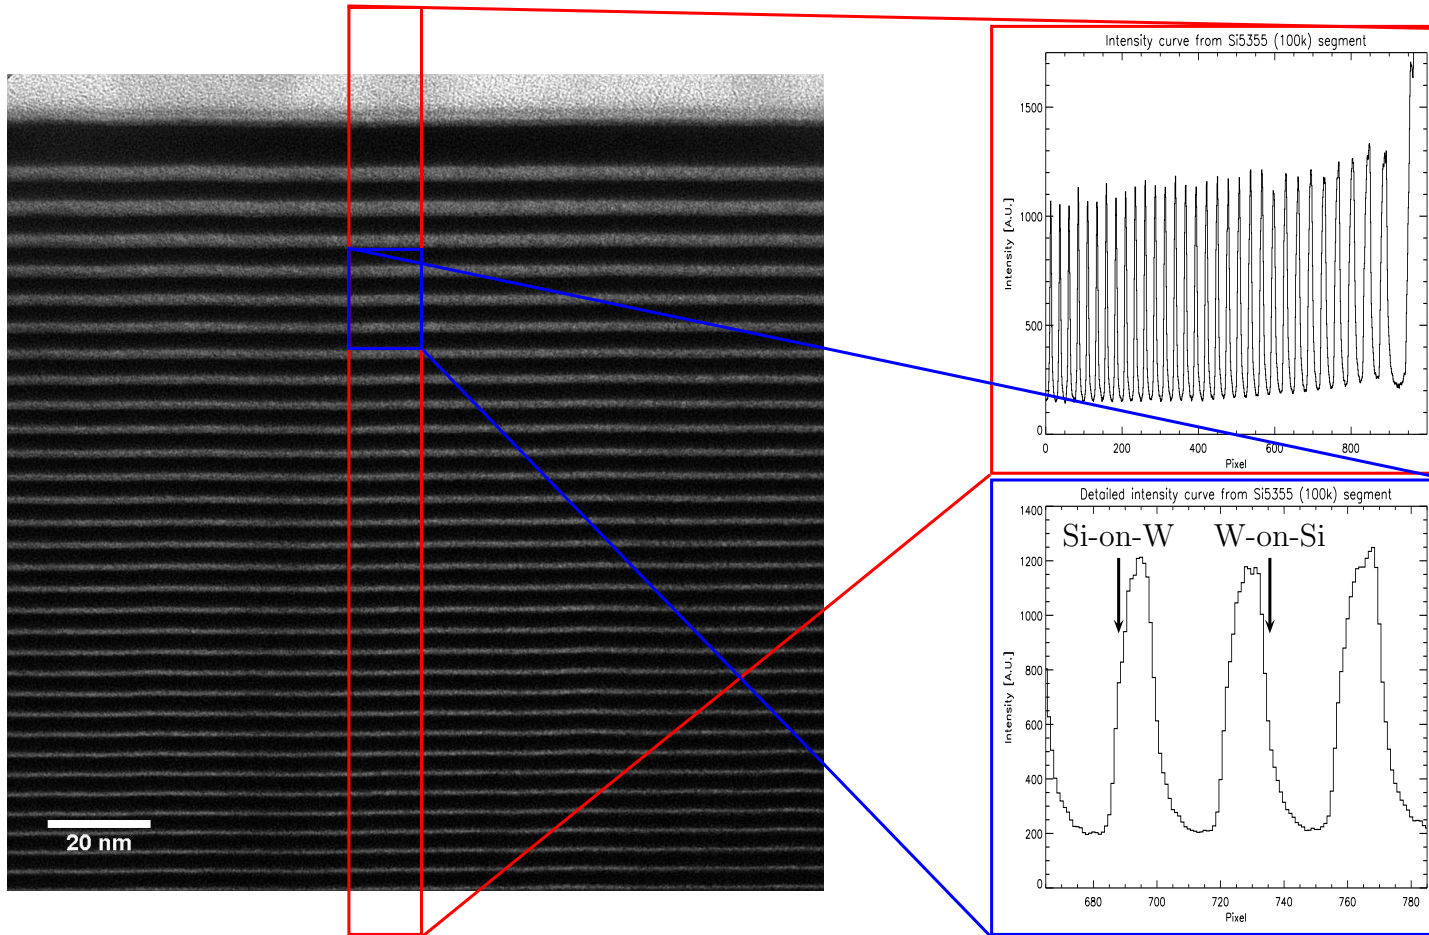 20 nm
Intensity curve from Si5355 (100k) segment
Intensity [A.U.]
1500
1000
500
0
0 200 400 600 800
Pixel
Detailed intensity curve from Si5355 (100k) segment
Si-on-W W-on-Si
Intensity [A.U.]
1400
1200
1000
800
600
400
200
0
680 700 720 740 760 780
Pixel